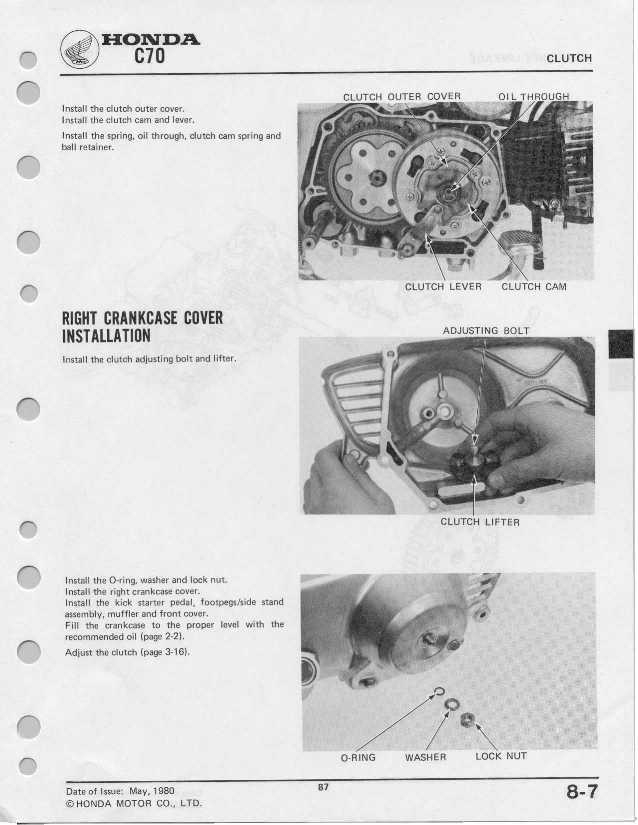 HONDA
C70
CLUTCH
Install the clutch outer cover.
Install the clutch cam and lever.
Install the spring, oil through, clutch cam spring and
ball retainer.
CLUTCH OUTER COVER OIL THROUGH
CLUTCH LEVER CLUTCH CAM
RIGHT CRANKCASE COVER
INSTALLATION
Install the clutch adjusting bolt and lifter.
ADJUSTING BOLT
CLUTCH LIFTER
Install the O-ring, washer and lock nut.
Install the right crankcase cover.
Install the kick starter pedal, footpegs/side stand
assembly, muffler and front cover.
Fill the crankcase to the proper level with the
recommended oil (page 2-2).
Adjust the clutch (page 3-16).
O-RING WASHER LOCK NUT
Date of Issue: May, 1980
© HONDA MOTOR CO., LTD.
87
8-7